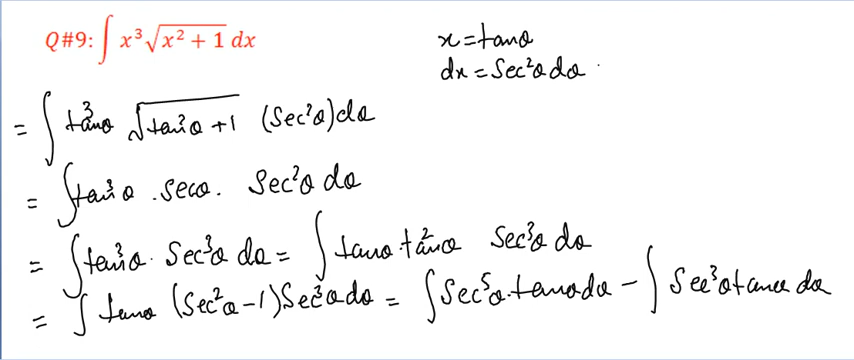 Q#9: ∫ x³√(x² + 1) dx
x = tanθ
dx = Sec²θ dθ
= ∫ tan³θ √(tan²θ + 1) (Sec²θ) dθ
= ∫ tan³θ . secθ . Sec²θ dθ
= ∫ tan³θ . Sec³θ dθ = ∫ tanθ . tan²θ Sec³θ dθ
= ∫ tanθ (Sec²θ - 1) Sec³θ dθ = ∫ Sec⁵θ . tanθ dθ - ∫ Sec³θ tanθ dθ